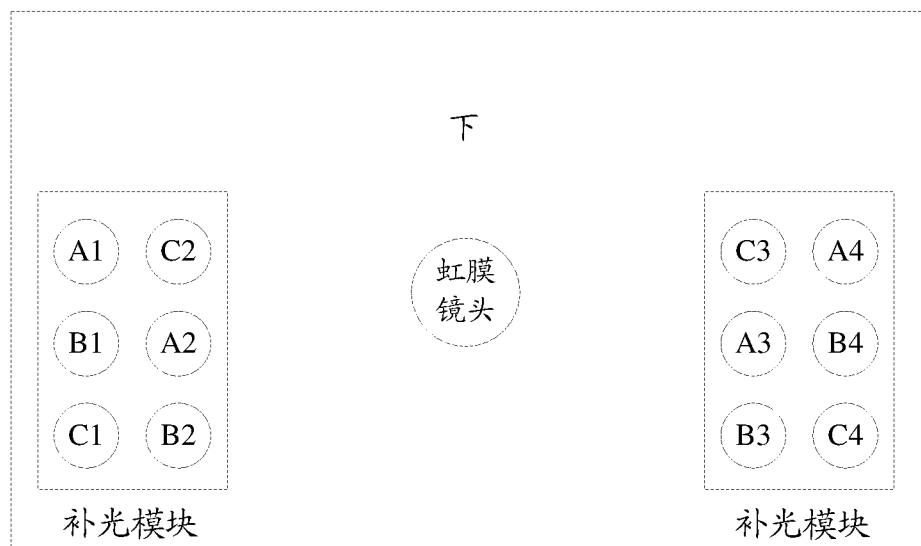 下
A1 C2
B1 A2
C1 B2
补光模块
虹膜
镜头
C3 A4
A3 B4
B3 C4
补光模块